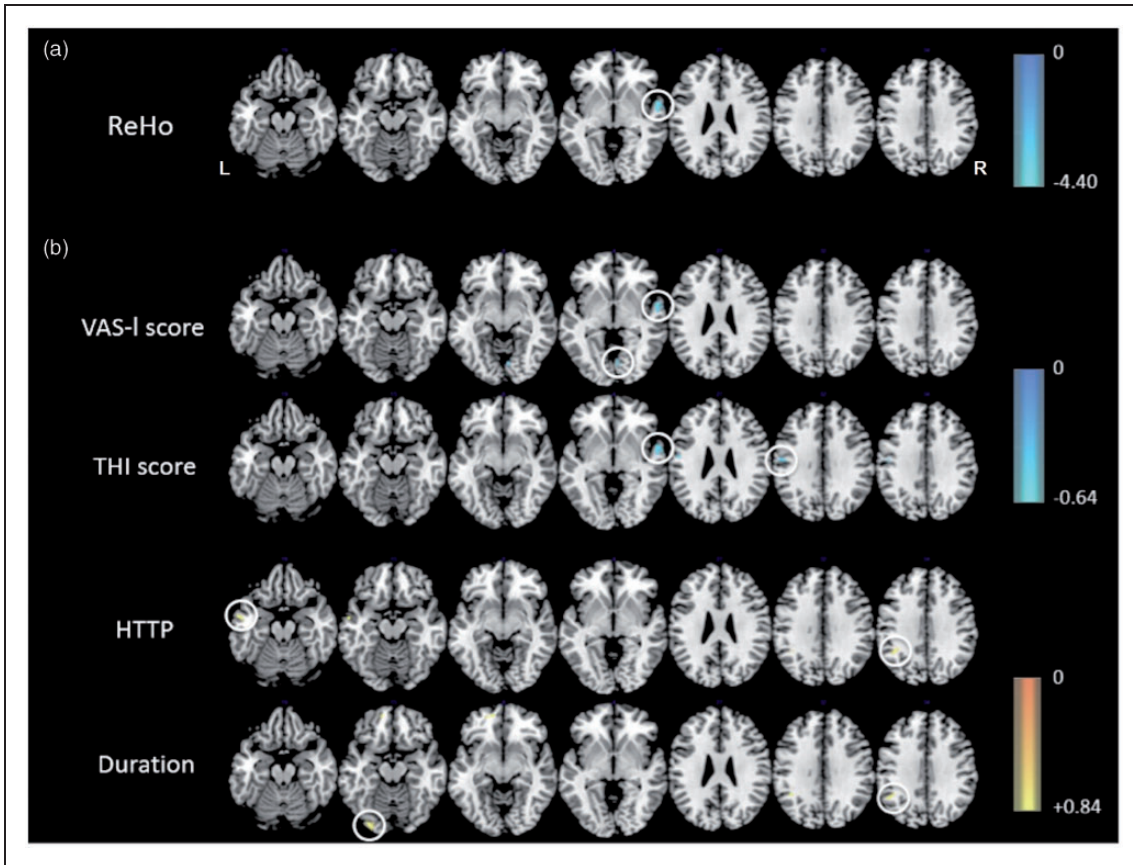 (a)
ReHo
L
R
0
-4.40
(b)
VAS-l score
0
THI score
-0.64
HTTP
0
Duration
+0.84